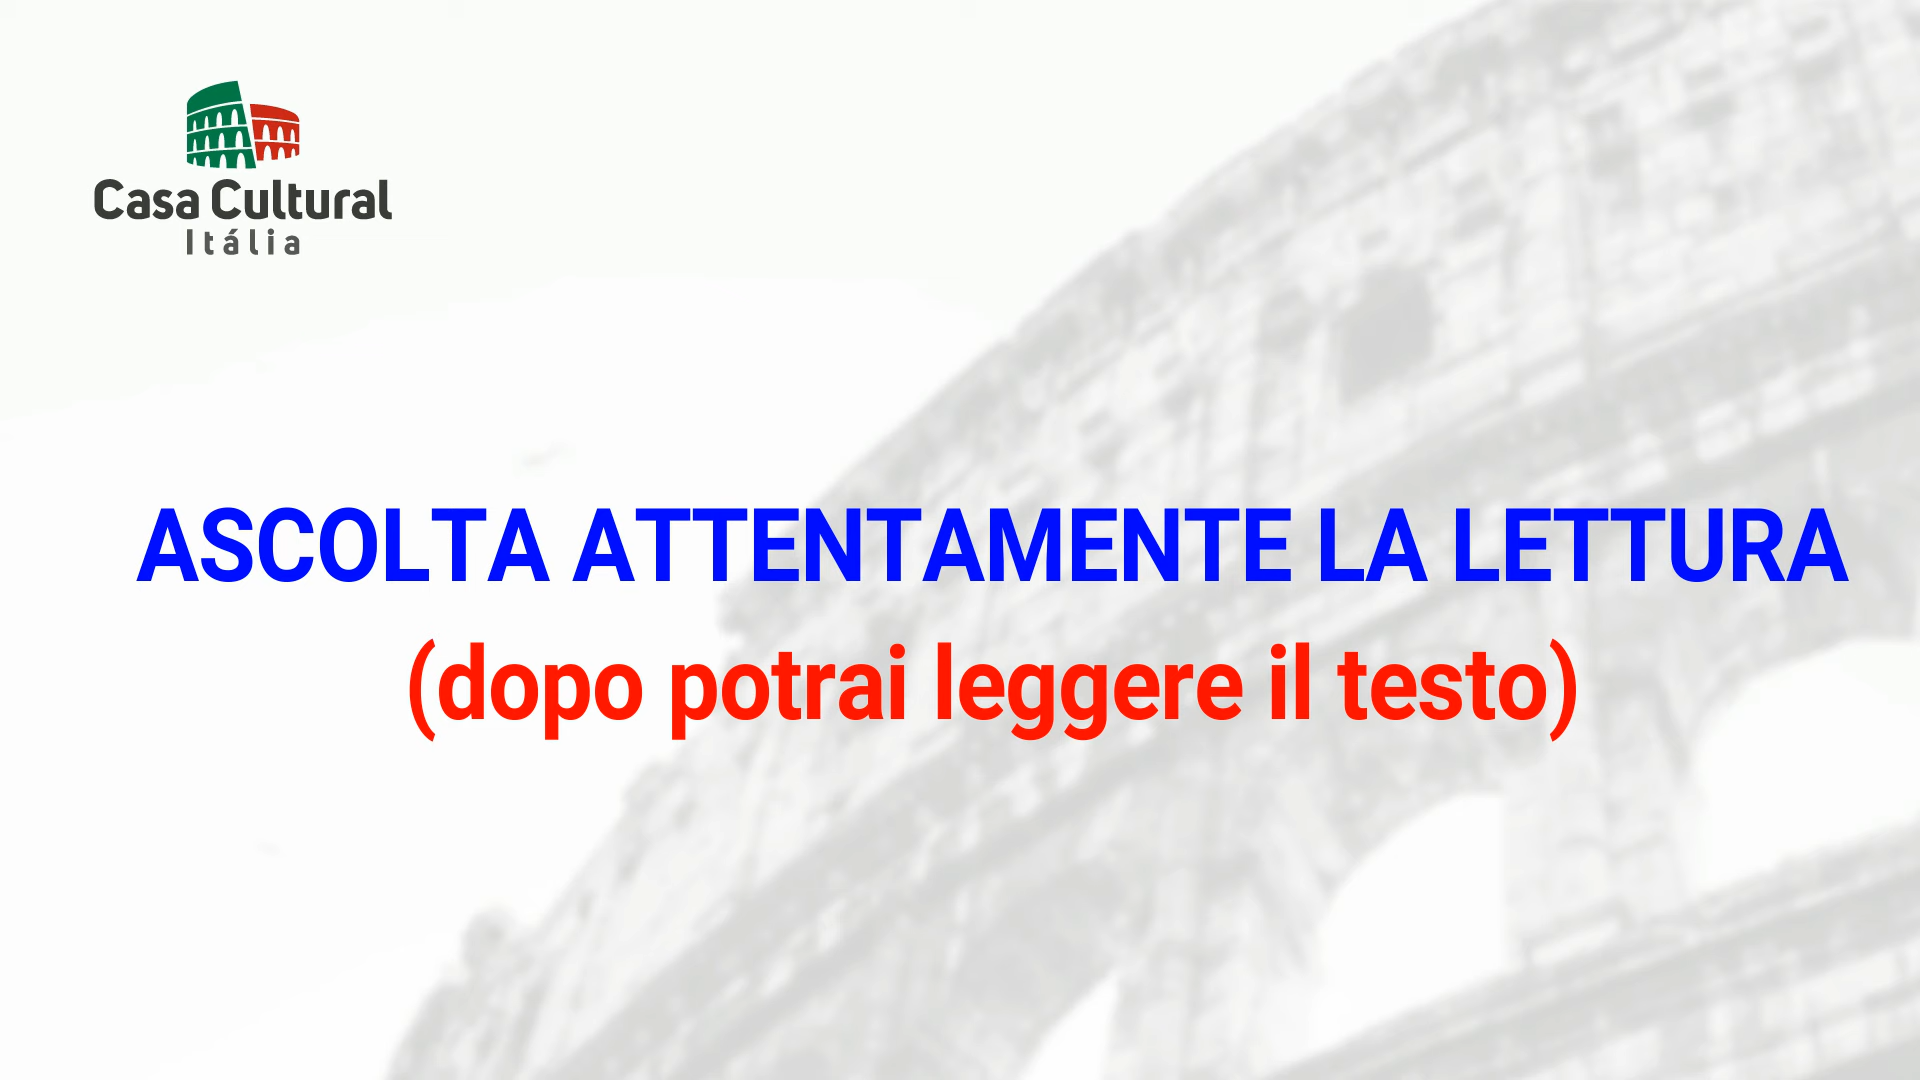 Casa Cultural
Itália
ASCOLTA ATTENTAMENTE LA LETTURA
(dopo potrai leggere il testo)